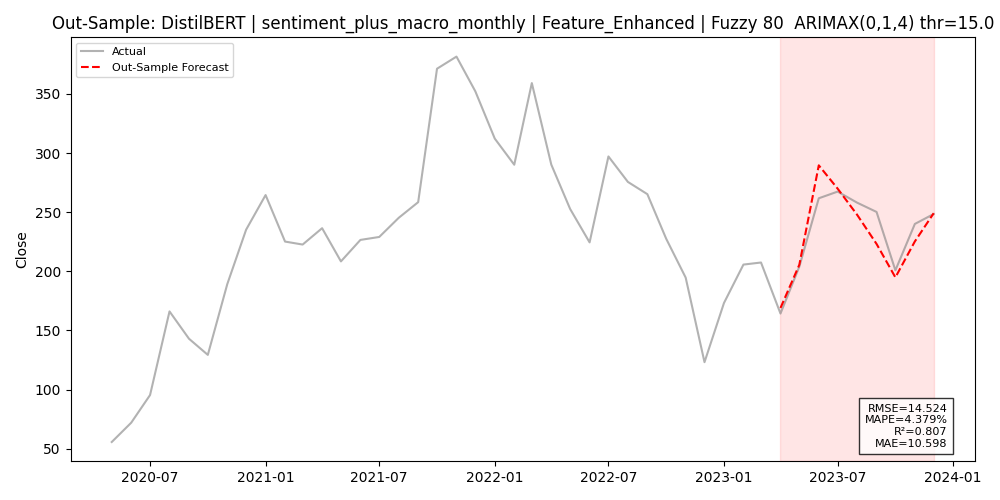 Out-Sample: DistilBERT | sentiment_plus_macro_monthly | Feature_Enhanced | Fuzzy 80  ARIMAX(0,1,4) thr=15.0
Actual
Out-Sample Forecast
Close
350
300
250
200
150
100
50
RMSE=14.524
MAPE=4.379%
R²=0.807
MAE=10.598
2020-07
2021-01
2021-07
2022-01
2022-07
2023-01
2023-07
2024-01